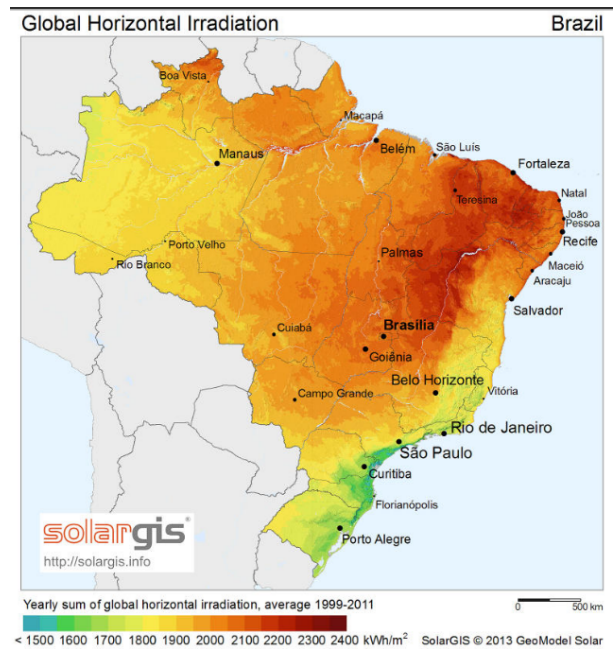 Global Horizontal Irradiation Brazil
Boa Vista
Macapá
Belém
São Luís
Manaus
Fortaleza
Teresina
Natal
João
Pessoa
Recife
Porto Velho
Palmas
Maceió
Rio Branco
Aracaju
Salvador
Cuiabá
Brasília
Goiânia
Belo Horizonte
Vitória
Campo Grande
Rio de Janeiro
São Paulo
Curitiba
Florianópolis
solargis
Porto Alegre
http://solargis.info
Yearly sum of global horizontal irradiation, average 1999-2011
0 500 km
< 1500 1600 1700 1800 1900 2000 2100 2200 2300 2400 kWh/m² SolarGIS © 2013 GeoModel Solar